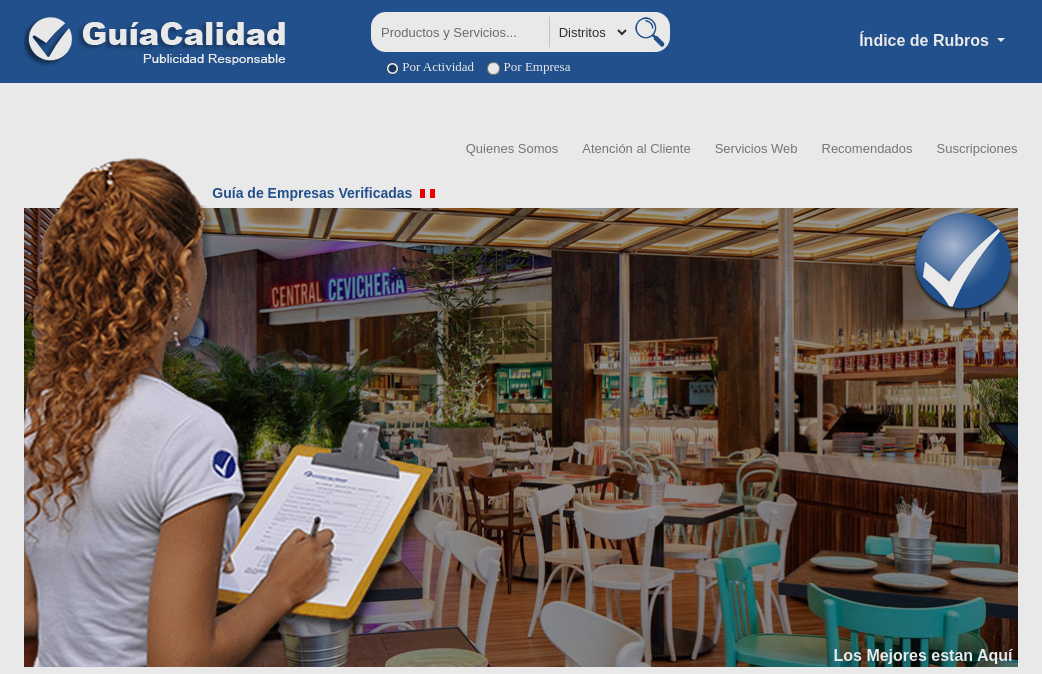 GuíaCalidad
Publicidad Responsable
Productos y Servicios...
Distritos
Por Actividad
Por Empresa
Índice de Rubros
Quienes Somos
Atención al Cliente
Servicios Web
Recomendados
Suscripciones
Guía de Empresas Verificadas
CENTRAL CEVICHERIA
Los Mejores estan Aquí